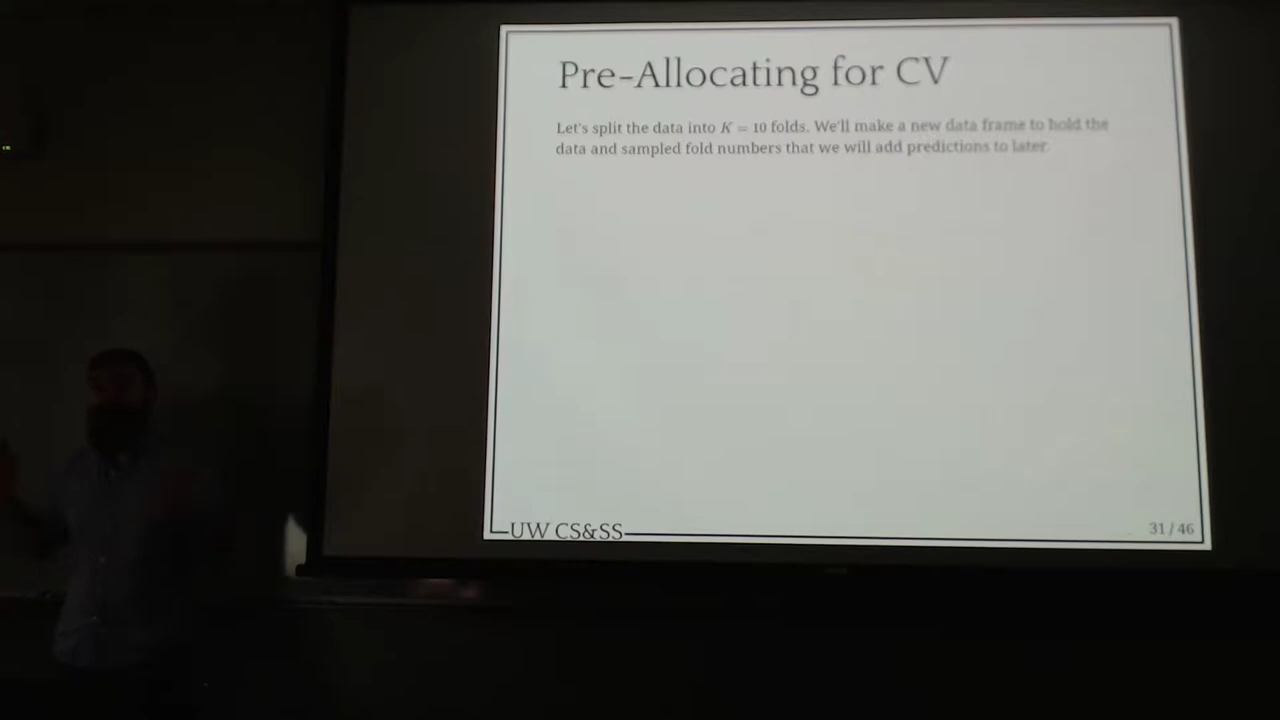 Pre-Allocating for CV
Let's split the data into K = 10 folds. We'll make a new data frame to hold the
data and sampled fold numbers that we will add predictions to later.
UW CS&SS
31 / 46